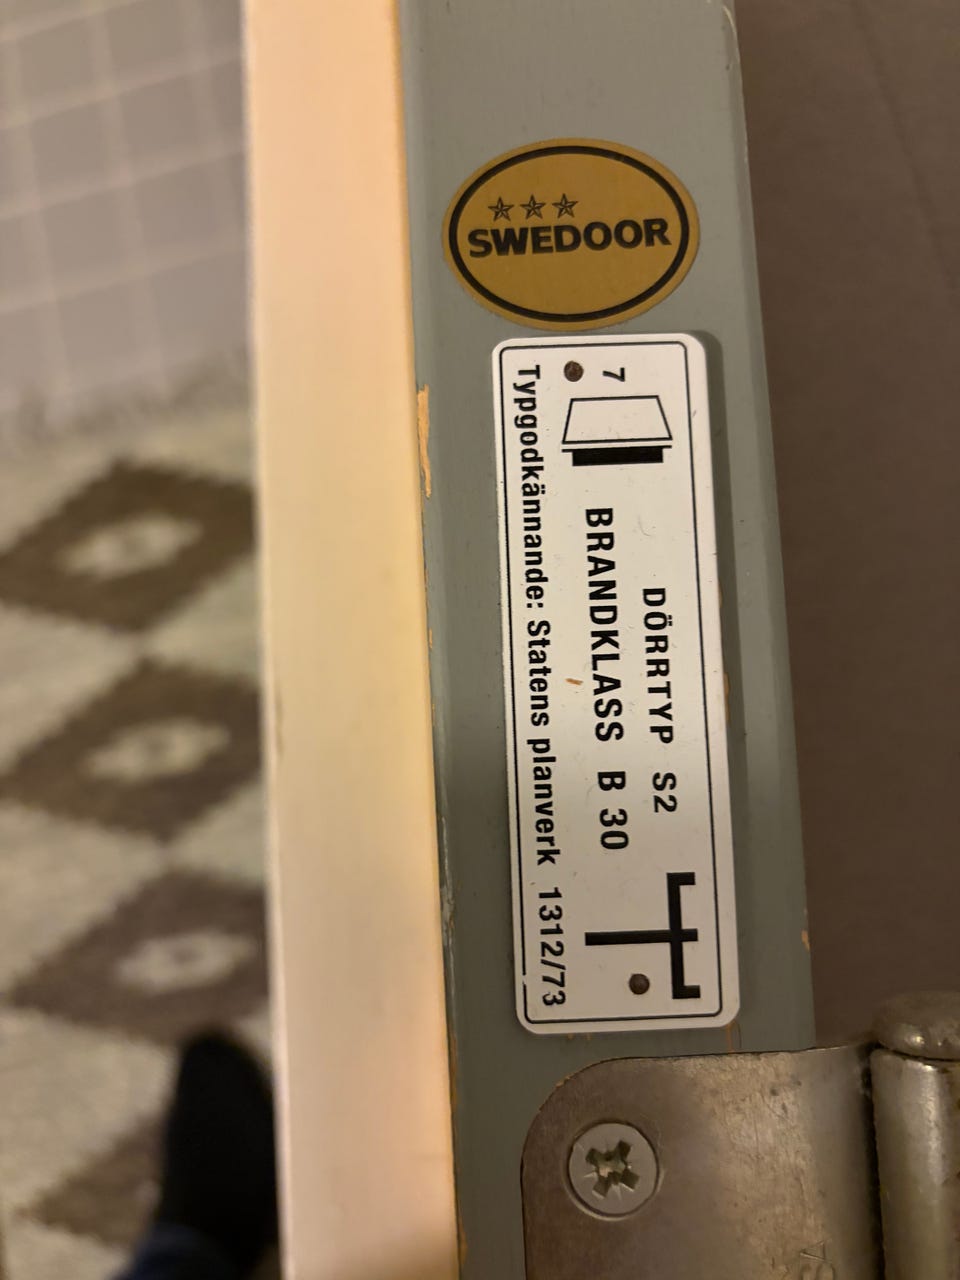 SWEDOOR
7
DÖRRTYP S2
BRANDKLASS B 30
Typgodkännande: Statens planverk 1312/73